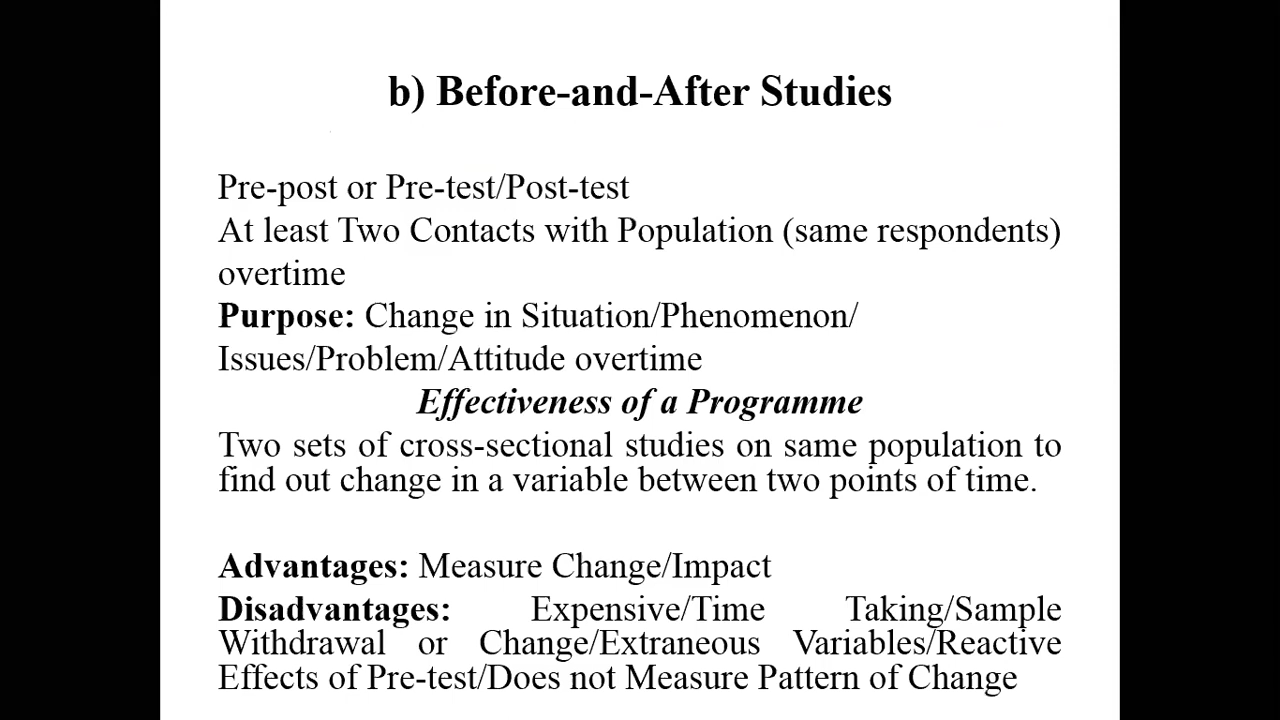 b) Before-and-After Studies
Pre-post or Pre-test/Post-test
At least Two Contacts with Population (same respondents)
overtime
Purpose: Change in Situation/Phenomenon/
Issues/Problem/Attitude overtime
Effectiveness of a Programme
Two sets of cross-sectional studies on same population to
find out change in a variable between two points of time.
Advantages: Measure Change/Impact
Disadvantages: Expensive/Time Taking/Sample
Withdrawal or Change/Extraneous Variables/Reactive
Effects of Pre-test/Does not Measure Pattern of Change